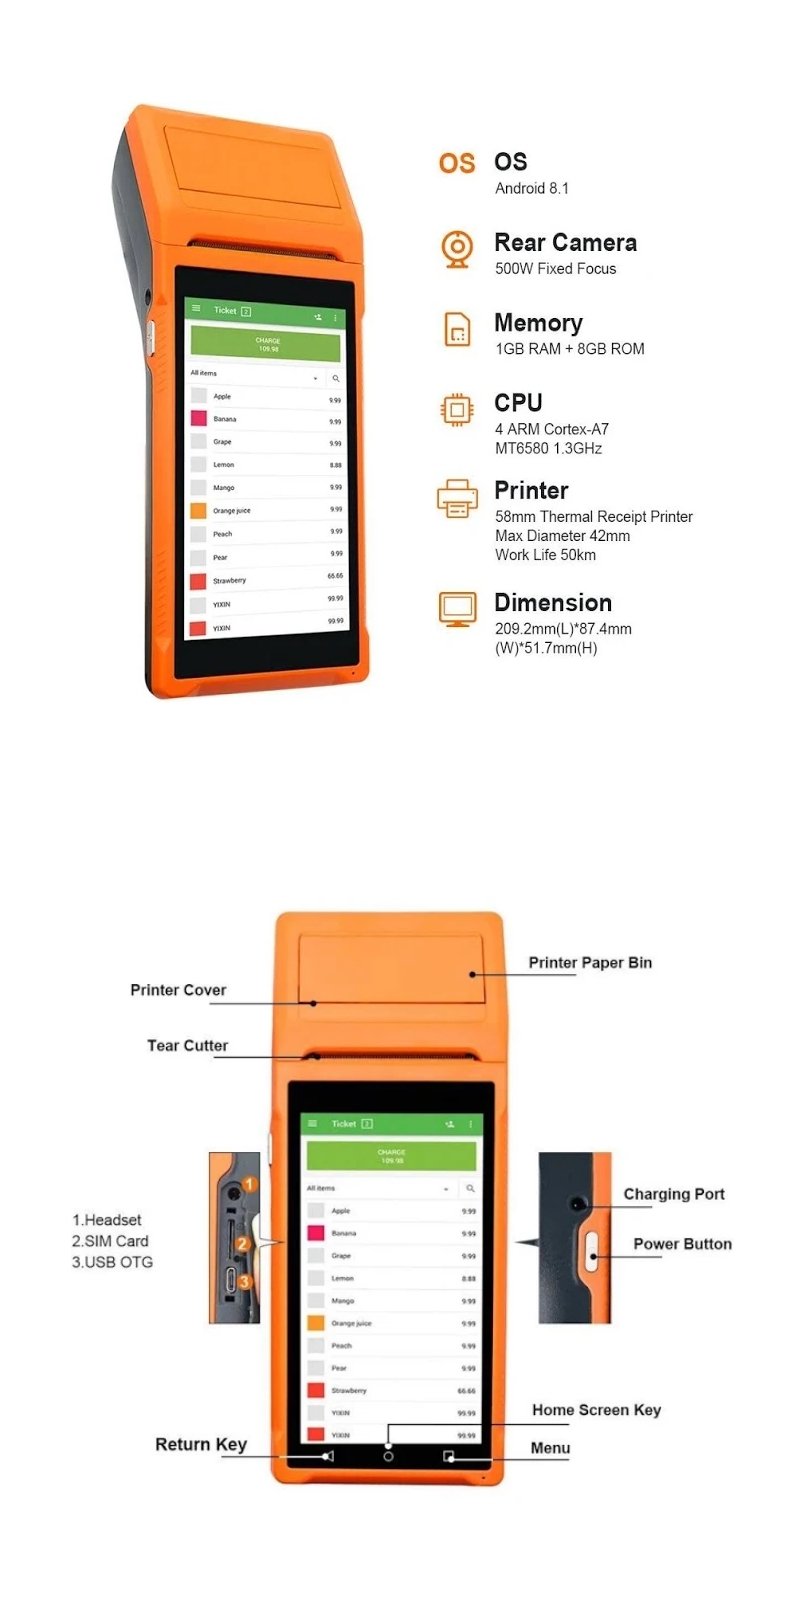 OS OS
Android 8.1
Rear Camera
500W Fixed Focus
Memory
1GB RAM + 8GB ROM
CPU
4 ARM Cortex-A7
MT6580 1.3GHz
Printer
58mm Thermal Receipt Printer
Max Diameter 42mm
Work Life 50km
Dimension
209.2mm(L)*87.4mm
(W)*51.7mm(H)
Ticket 2
CHARGE
109.98
All items
Apple 9.99
Banana 9.99
Grape 9.99
Lemon 8.88
Mango 9.99
Orange juice 9.99
Peach 9.99
Pear 9.99
Strawberry 66.66
YIXIN 99.99
YIXIN 99.99
Printer Paper Bin
Printer Cover
Tear Cutter
Ticket
CHARGE
109.98
All items
Apple 9.99
Banana 9.99
Grape 9.99
Lemon 8.88
Mango 9.99
Orange juice 9.99
Peach 9.99
Pear 9.99
Strawberry 66.66
YIXIN 99.99
YIXIN 99.99
1
2
3
1.Headset
2.SIM Card
3.USB OTG
Charging Port
Power Button
Home Screen Key
Return Key
Menu